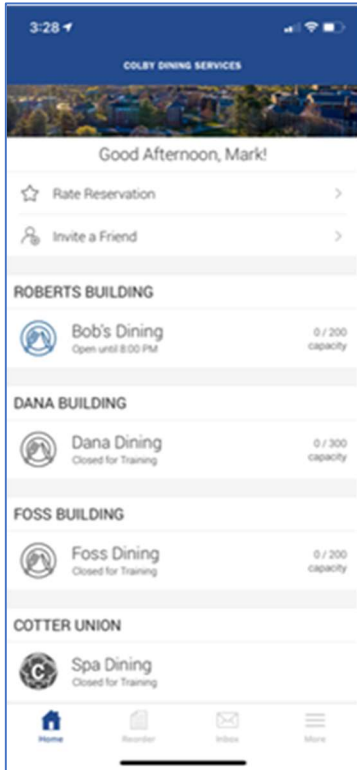 3:28
COLBY DINING SERVICES
Good Afternoon, Mark!
Rate Reservation
Invite a Friend
ROBERTS BUILDING
Bob's Dining
0 / 200
Open until 8:00 PM
capacity
DANA BUILDING
Dana Dining
0 / 300
Closed for Training
capacity
FOSS BUILDING
Foss Dining
0 / 200
Closed for Training
capacity
COTTER UNION
C
Spa Dining
Closed for Training
Home
Reorder
Inbox
More